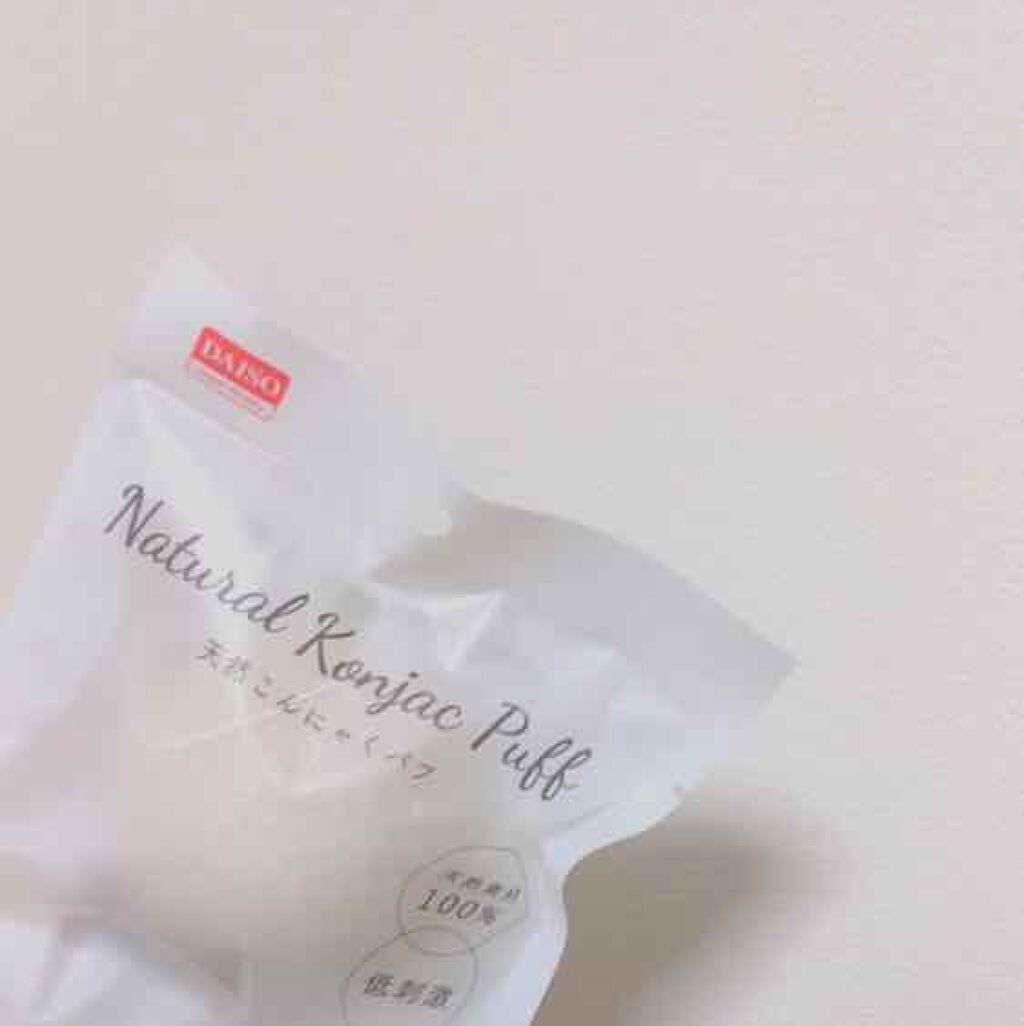 DAISO
Natural Konjac Puff
天然こんにゃくパフ
天然素材
100%
低刺激